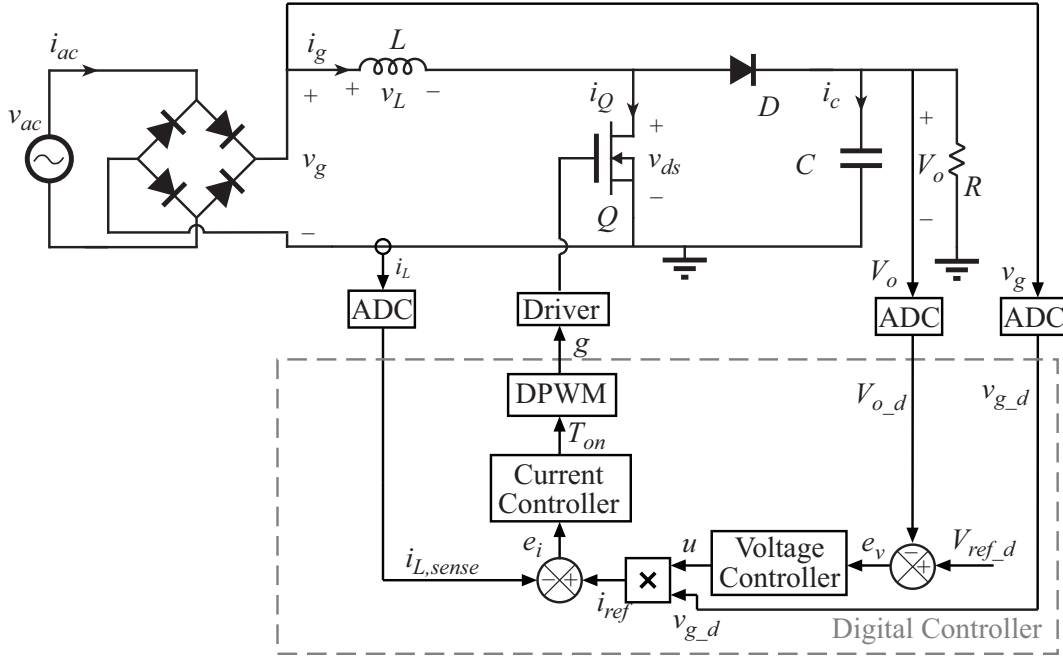 i_ac
i_g
L
+
+
v_L
−
i_Q
D
i_c
v_ac
v_g
+
v_ds
−
Q
C
+
V_o
−
R
−
i_L
V_o
v_g
ADC
Driver
ADC
ADC
g
DPWM
V_o_d
v_g_d
T_on
Current
Controller
e_i
u
Voltage
Controller
e_v
−
V_ref_d
i_L,sense
−
+
×
+
i_ref
v_g_d
Digital Controller